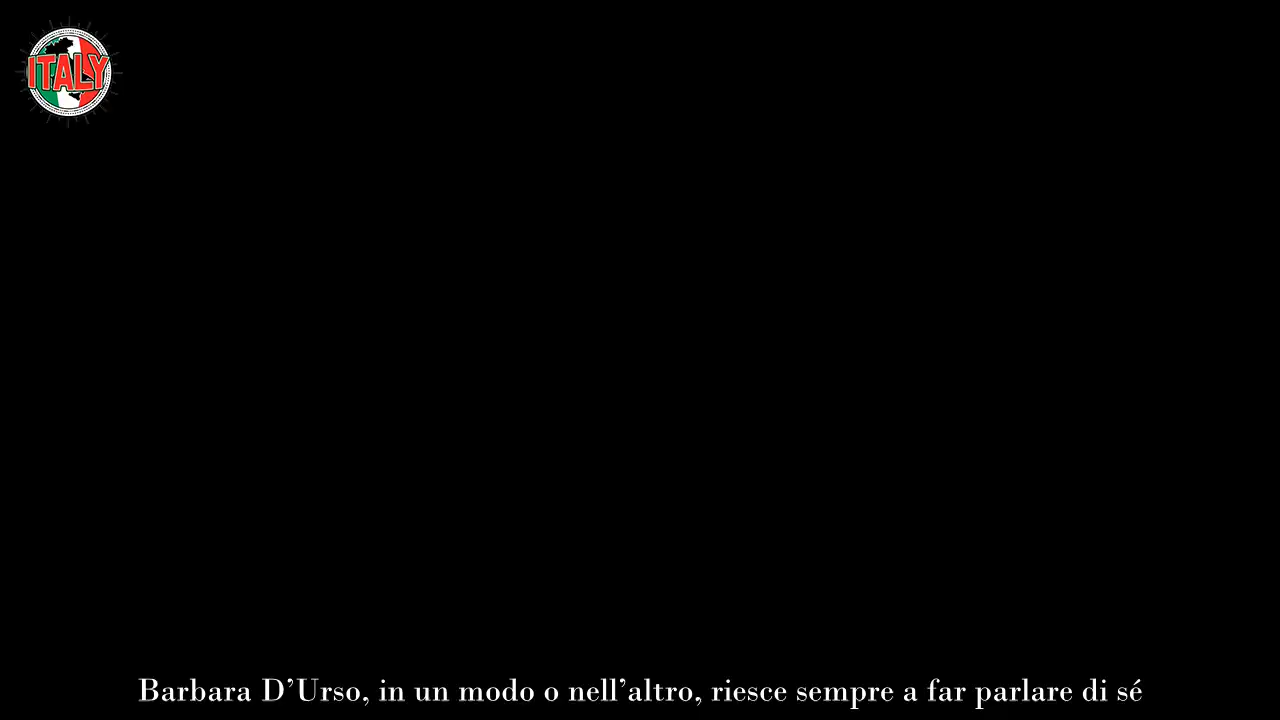 ITALY
Barbara D’Urso, in un modo o nell’altro, riesce sempre a far parlare di sé